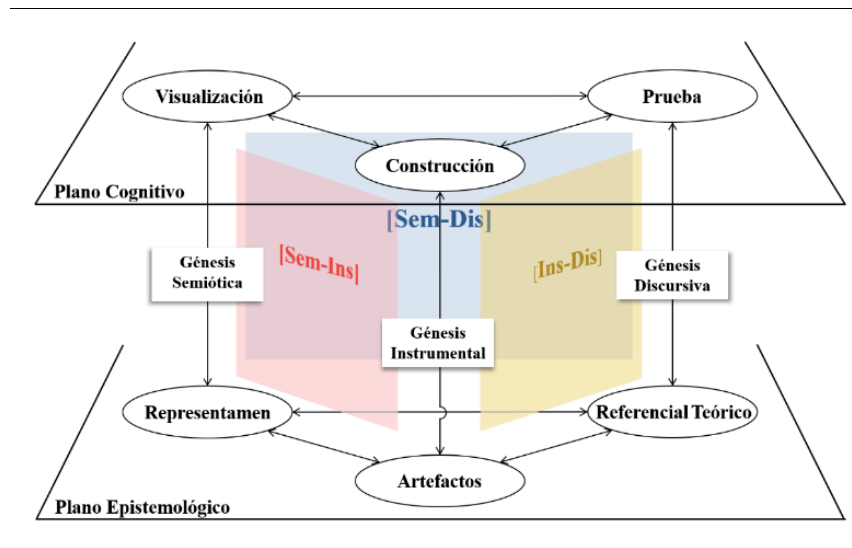 Visualización
Prueba
Construcción
Plano Cognitivo
[Sem-Dis]
[Sem-Ins]
[Ins-Dis]
Génesis
Semiótica
Génesis
Discursiva
Génesis
Instrumental
Representamen
Referencial Teórico
Artefactos
Plano Epistemológico